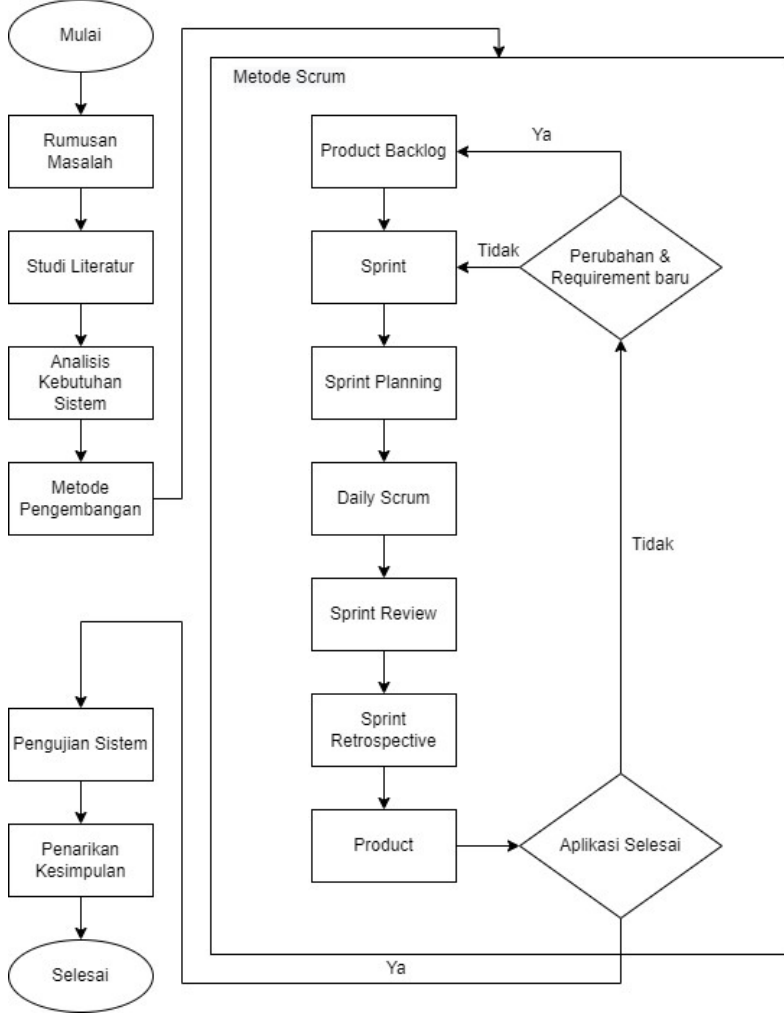 Mulai
Rumusan
Masalah
Studi Literatur
Analisis
Kebutuhan
Sistem
Metode
Pengembangan
Metode Scrum
Product Backlog
Ya
Sprint
Tidak
Perubahan &
Requirement baru
Sprint Planning
Daily Scrum
Tidak
Sprint Review
Sprint
Retrospective
Product
Aplikasi Selesai
Ya
Pengujian Sistem
Penarikan
Kesimpulan
Selesai